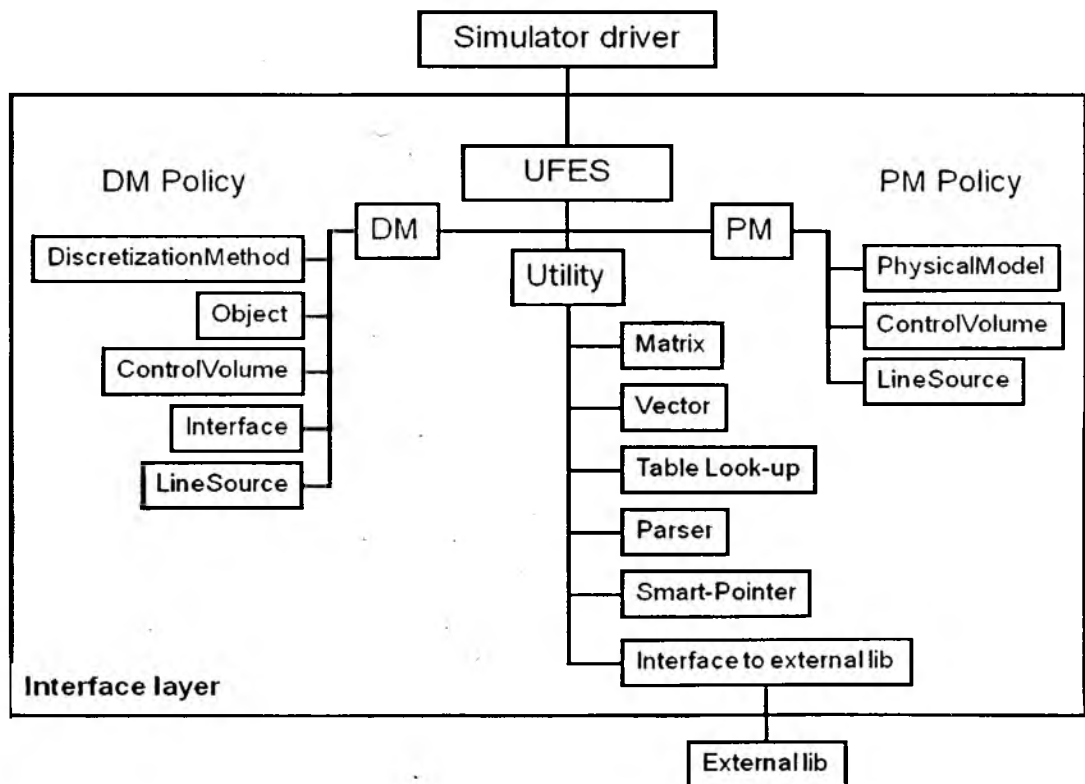 Simulator driver
UFES
DM Policy
PM Policy
DM
PM
DiscretizationMethod
Object
ControlVolume
Interface
LineSource
Utility
Matrix
Vector
Table Look-up
Parser
Smart-Pointer
Interface to external lib
PhysicalModel
ControlVolume
LineSource
Interface layer
External lib